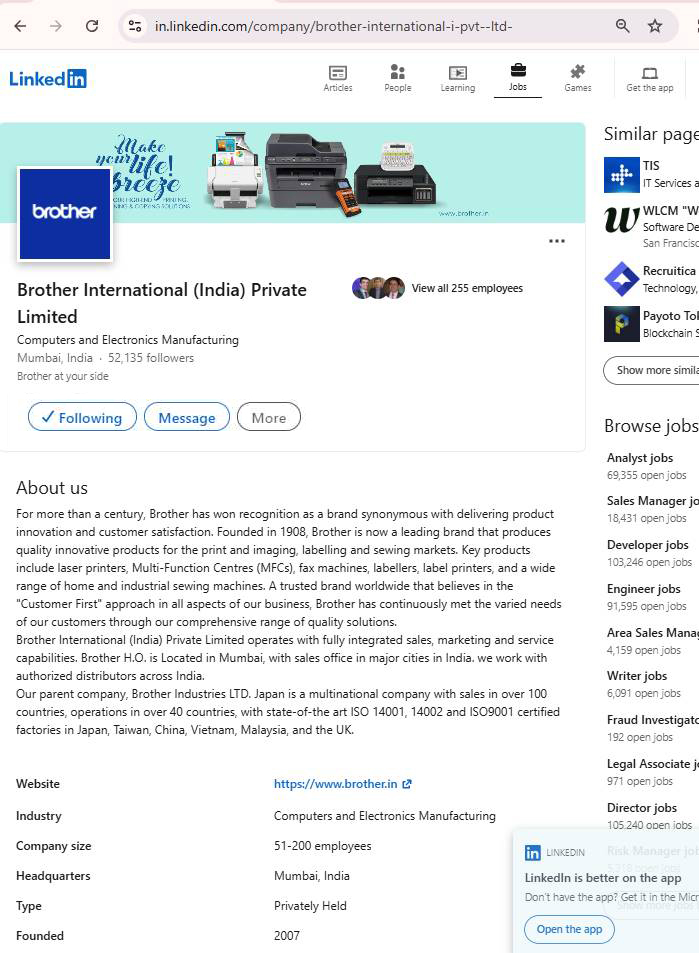 in.linkedin.com/company/brother-international-i-pvt--ltd-
Linkedin
Articles
People
Learning
Jobs
Games
Get the app
Make
your life!
breeze
www.brother.in
brother
Brother International (India) Private
Limited
View all 255 employees
Computers and Electronics Manufacturing
Mumbai, India · 52,135 followers
Brother at your side
Following
Message
More
About us
For more than a century, Brother has won recognition as a brand synonymous with delivering product
innovation and customer satisfaction. Founded in 1908, Brother is now a leading brand that produces
quality innovative products for the print and imaging, labelling and sewing markets. Key products
include laser printers, Multi-Function Centres (MFCs), fax machines, labellers, label printers, and a wide
range of home and industrial sewing machines. A trusted brand worldwide that believes in the
"Customer First" approach in all aspects of our business, Brother has continuously met the varied needs
of our customers through our comprehensive range of quality solutions.
Brother International (India) Private Limited operates with fully integrated sales, marketing and service
capabilities. Brother H.O. is Located in Mumbai, with sales office in major cities in India. we work with
authorized distributors across India.
Our parent company, Brother Industries LTD. Japan is a multinational company with sales in over 100
countries, operations in over 40 countries, with state-of-the art ISO 14001, 14002 and ISO9001 certified
factories in Japan, Taiwan, China, Vietnam, Malaysia, and the UK.
Website
https://www.brother.in
Industry
Computers and Electronics Manufacturing
Company size
51-200 employees
Headquarters
Mumbai, India
Type
Privately Held
Founded
2007
Similar page
TIS
IT Services a
WLCM "W
Software De
San Francisc
Recruitica
Technology,
Payoto Tol
Blockchain S
Show more simila
Browse jobs
Analyst jobs
69,355 open jobs
Sales Manager jo
18,431 open jobs
Developer jobs
103,246 open jobs
Engineer jobs
91,595 open jobs
Area Sales Mana
4,159 open jobs
Writer jobs
6,091 open jobs
Fraud Investigato
192 open jobs
Legal Associate j
971 open jobs
Director jobs
105,240 open jobs
Risk Manager jo
LINKEDIN
LinkedIn is better on the app
Don't have the app? Get it in the Micr
Open the app